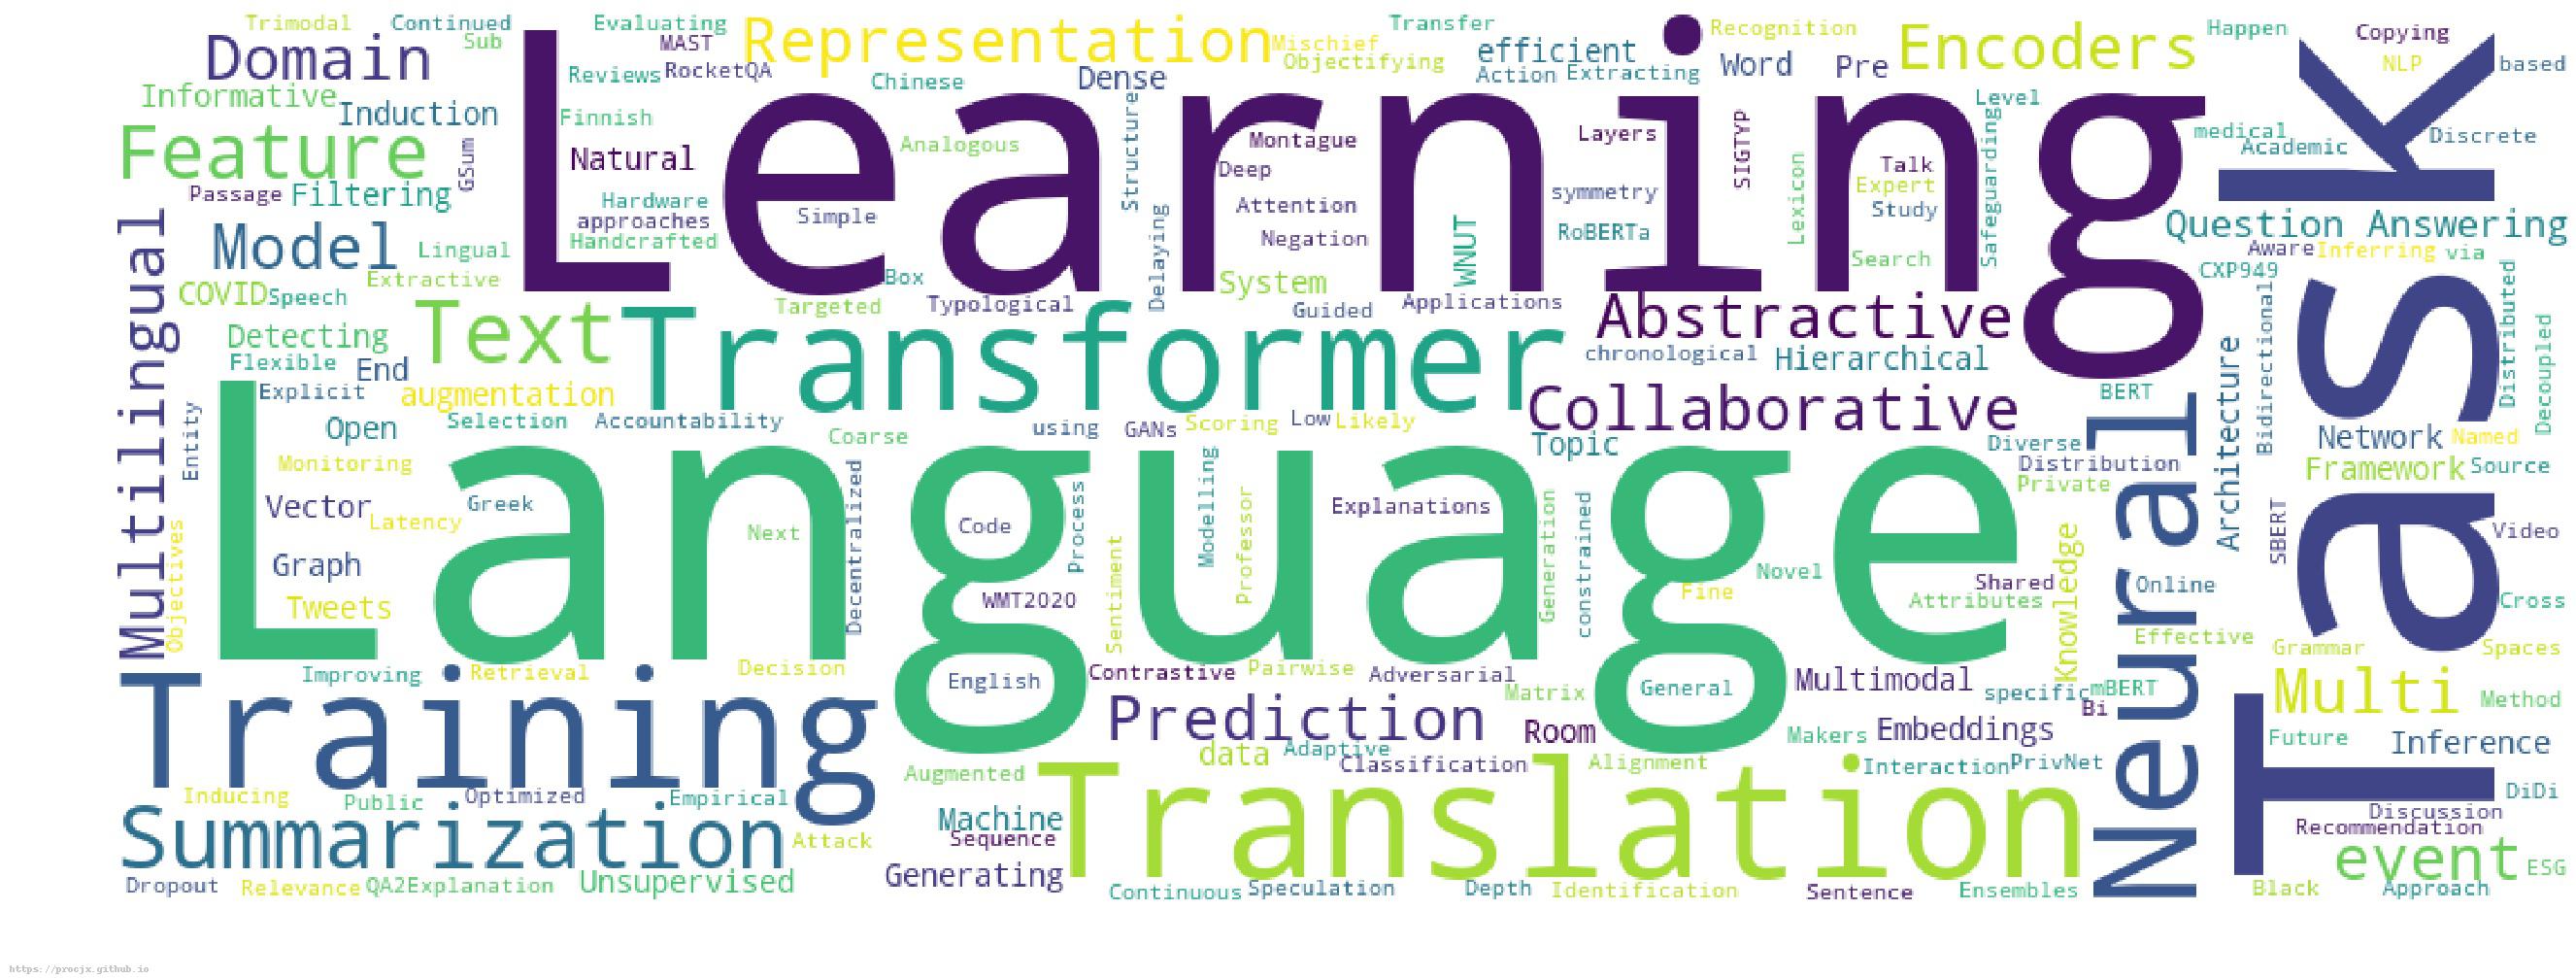 Trimodal
Continued
Sub
Evaluating
MAST
Representation
Mischief
Objectifying
Transfer
efficient
Action
Extracting
Recognition
Word
Pre
Encoders
Happen
Copying
NLP
based
Domain
Reviews
RocketQA
Chinese
Dense
Informative
Induction
Finnish
Learning
Level
medical
Academic
Discrete
Task
Feature
GSum
Natural
Analogous
Structure
Montague
Deep
Layers
SIGTYP
Lexicon
Talk
Expert
Study
Safeguarding
Passage
Filtering
Hardware
approaches
Handcrafted
Simple
Delaying
Attention
Negation
WNUT
symmetry
RoBERTa
Search
Question Answering
Aware
Inferring
via
CXP949
Multilingual
Model
Lingual
Extractive
COVID
Speech
Box
Targeted
Typological
System
Guided
Applications
Abstractive
Bidirectional
Distributed
Decoupled
Detecting
Flexible
End
Text
Transformer
chronological
Hierarchical
Architecture
Explicit
augmentation
Collaborative
BERT
Entity
Open
Selection
Accountability
Coarse
using
GANs
Scoring
Low
Likely
Topic
Diverse
Distribution
Private
Neural
Network
Named
Framework
Source
Monitoring
Language
Vector
Latency
Greek
Next
Decentralized
Code
Process
Modelling
Professor
Explanations
Generation
constrained
SBERT
Video
Objectives
Graph
Tweets
WMT2020
Sentiment
Fine
Novel
Shared
Attributes
Knowledge
Online
Cross
Effective
Grammar
Spaces
Improving
Retrieval
Decision
English
Contrastive
Pairwise
Adversarial
Matrix
General
Multimodal
specific
mBERT
Bi
Multi
Method
Training
Prediction
Room
Makers
Embeddings
Future
Inference
data
Adaptive
Classification
Alignment
Interaction
PrivNet
Augmented
Translation
Inducing
Public
Optimized
Empirical
DiDi
Discussion
Recommendation
Summarization
Attack
Machine
Sequence
event
ESG
Dropout
Relevance
QA2Explanation
Unsupervised
Generating
Continuous
Speculation
Depth
Identification
Sentence
Ensembles
Black
Approach
https://procjx.github.io